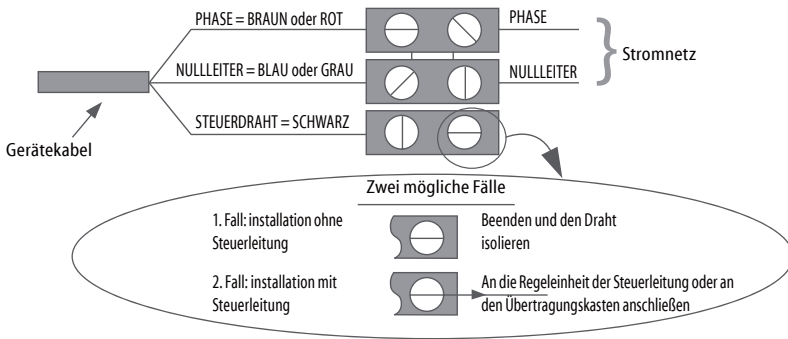 PHASE = BRAUN oder ROT
PHASE
NULLLEITER = BLAU oder GRAU
NULLLEITER
Stromnetz
STEUERDRAHT = SCHWARZ
Gerätekabel
Zwei mögliche Fälle
1. Fall: installation ohne
Steuerleitung
Beenden und den Draht
isolieren
2. Fall: installation mit
Steuerleitung
An die Regeleinheit der Steuerleitung oder an
den Übertragungskasten anschließen